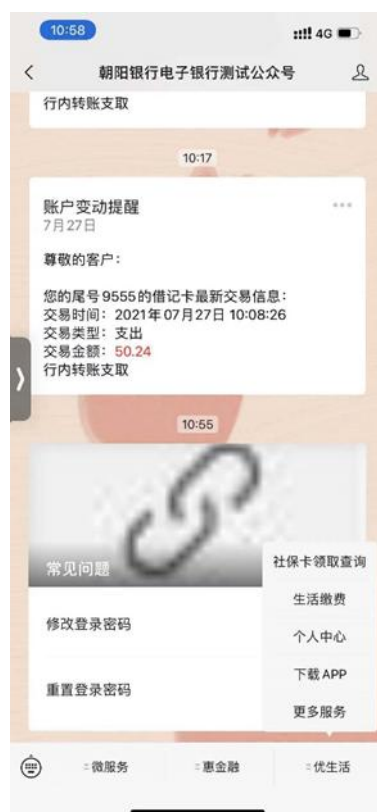 10:58
4G
朝阳银行电子银行测试公众号
行内转账支取
10:17
账户变动提醒
7月27日
尊敬的客户：
您的尾号9555的借记卡最新交易信息：
交易时间：2021年07月27日 10:08:26
交易类型：支出
交易金额：50.24
行内转账支取
10:55
常见问题
修改登录密码
重置登录密码
社保卡领取查询
生活缴费
个人中心
下载APP
更多服务
微服务
惠金融
优生活